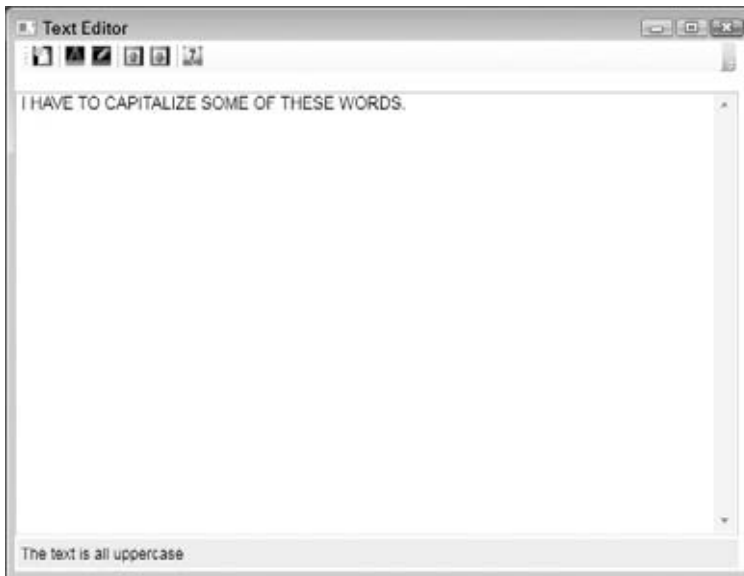 Text Editor
I HAVE TO CAPITALIZE SOME OF THESE WORDS.
The text is all uppercase